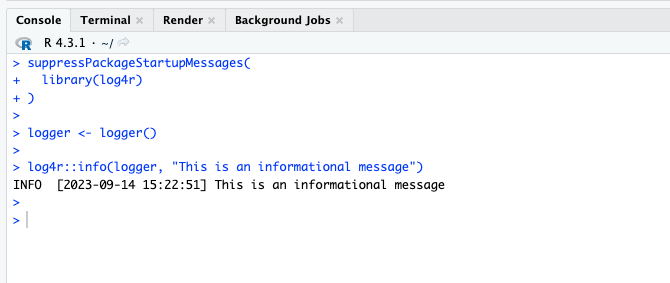 Console Terminal × Render × Background Jobs ×
R R 4.3.1 · ~/
> suppressPackageStartupMessages(
+   library(log4r)
+ )
>
> logger <- logger()
>
> log4r::info(logger, "This is an informational message")
INFO  [2023-09-14 15:22:51] This is an informational message
>
>